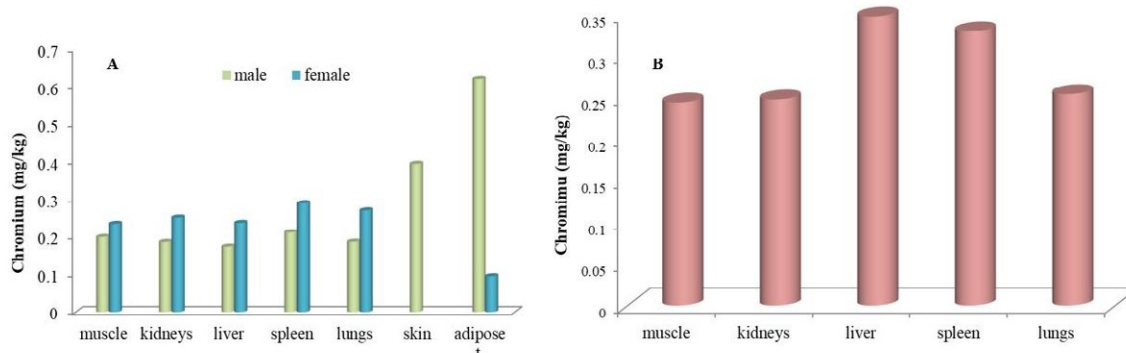 Chromium (mg/kg)
0.7
0.6
0.5
0.4
0.3
0.2
0.1
0
A
male
female
muscle
kidneys
liver
spleen
lungs
skin
adipose
Chromimu (mg/kg)
0.35
0.3
0.25
0.2
0.15
0.1
0.05
0
B
muscle
kidneys
liver
spleen
lungs